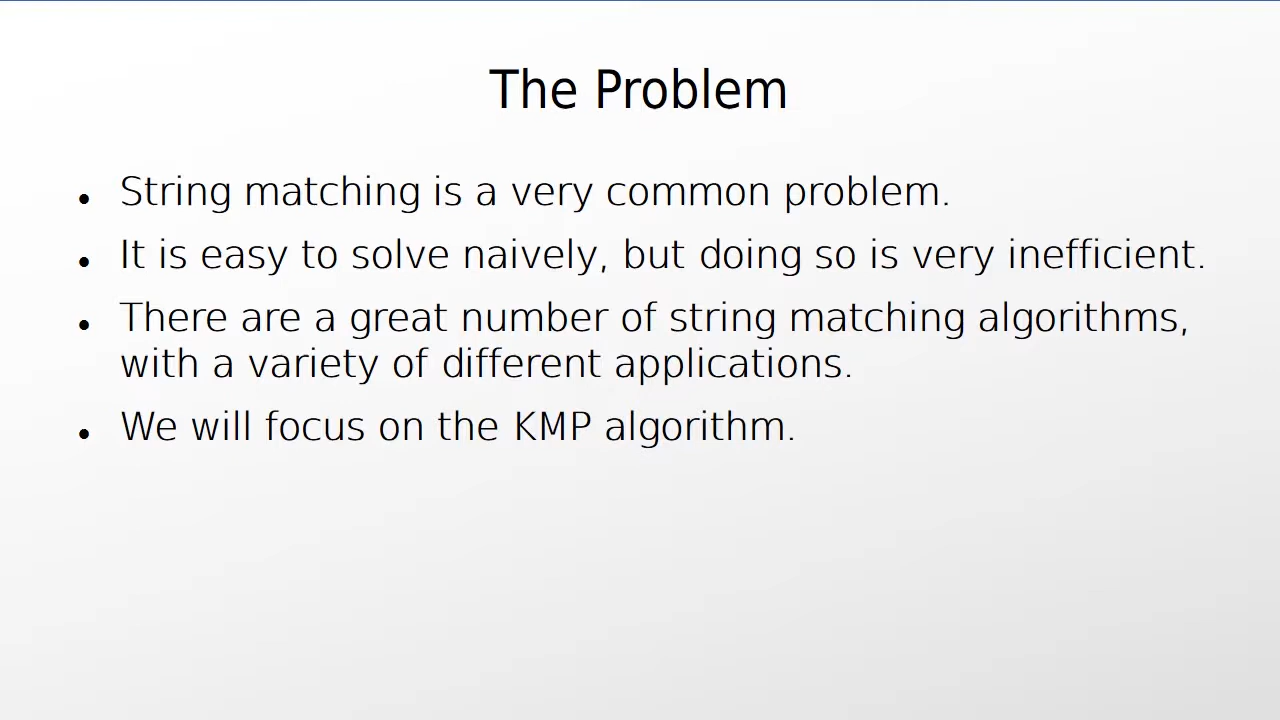 The Problem
• String matching is a very common problem.
• It is easy to solve naively, but doing so is very inefficient.
• There are a great number of string matching algorithms,
with a variety of different applications.
• We will focus on the KMP algorithm.